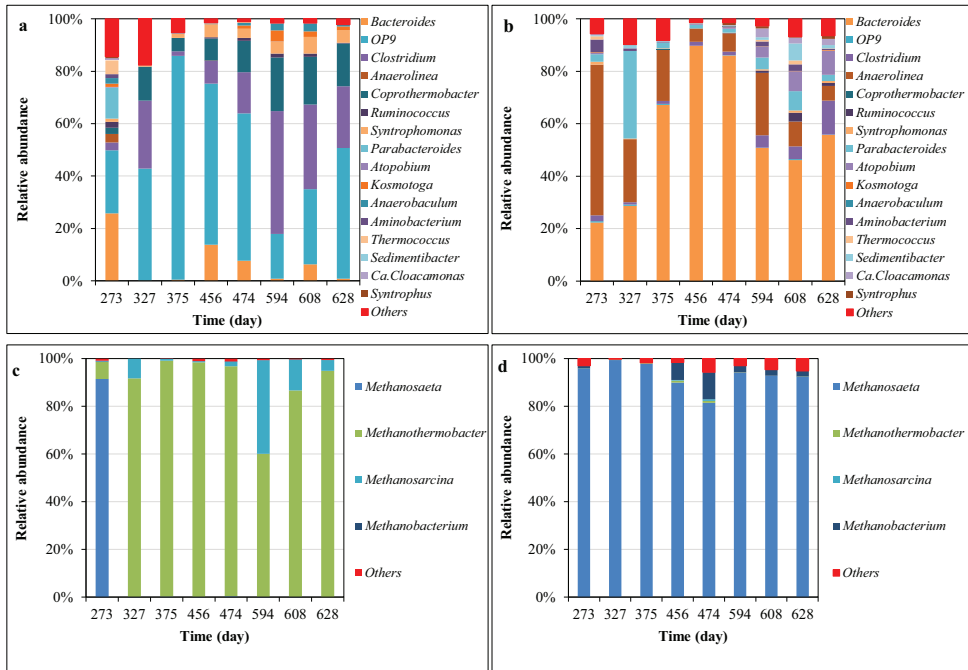 a
Relative abundance
100%
80%
60%
40%
20%
0%
273 327 375 456 474 594 608 628
Time (day)
Bacteroides
OP9
Clostridium
Anaerolinea
Coprothermobacter
Ruminococcus
Syntrophomonas
Parabacteroides
Atopobium
Kosmotoga
Anaerobaculum
Aminobacterium
Thermococcus
Sedimentibacter
Ca.Cloacamonas
Syntrophus
Others
b
Relative abundance
100%
80%
60%
40%
20%
0%
273 327 375 456 474 594 608 628
Time (day)
Bacteroides
OP9
Clostridium
Anaerolinea
Coprothermobacter
Ruminococcus
Syntrophomonas
Parabacteroides
Atopobium
Kosmotoga
Anaerobaculum
Aminobacterium
Thermococcus
Sedimentibacter
Ca.Cloacamonas
Syntrophus
Others
c
Relative abundance
100%
80%
60%
40%
20%
0%
273 327 375 456 474 594 608 628
Time (day)
Methanosaeta
Methanothermobacter
Methanosarcina
Methanobacterium
Others
d
Relative abundance
100%
80%
60%
40%
20%
0%
273 327 375 456 474 594 608 628
Time (day)
Methanosaeta
Methanothermobacter
Methanosarcina
Methanobacterium
Others